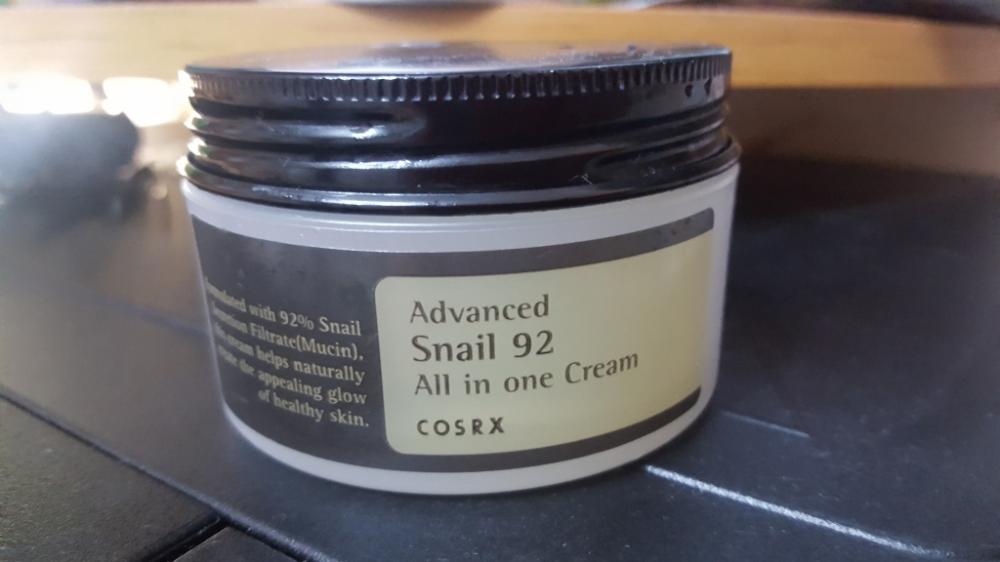 with 92% Snail
Filtrate(Mucin),
cream helps naturally
the appealing glow
of healthy skin.
Advanced
Snail 92
All in one Cream
COSRX